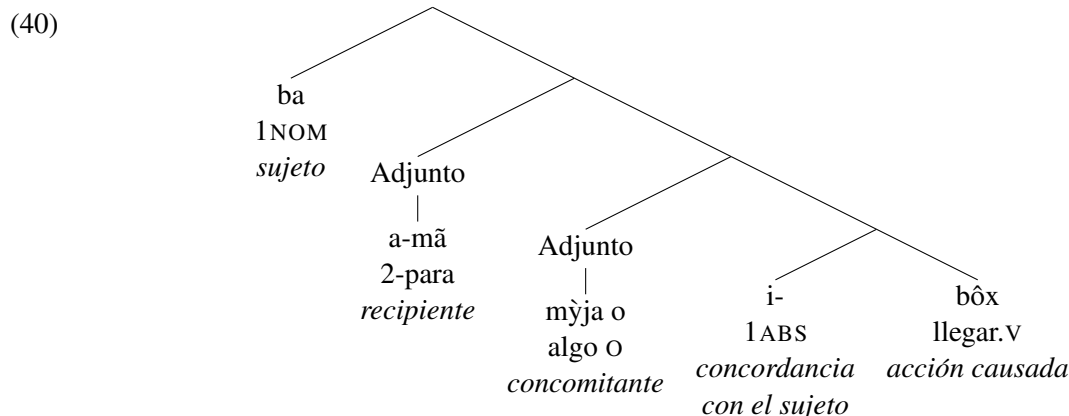 (40)
ba
1NOM
sujeto
Adjunto
a-mã
2-para
recipiente
Adjunto
mỳja o
algo O
concomitante
i-
1ABS
concordancia
con el sujeto
bôx
llegar.V
acción causada